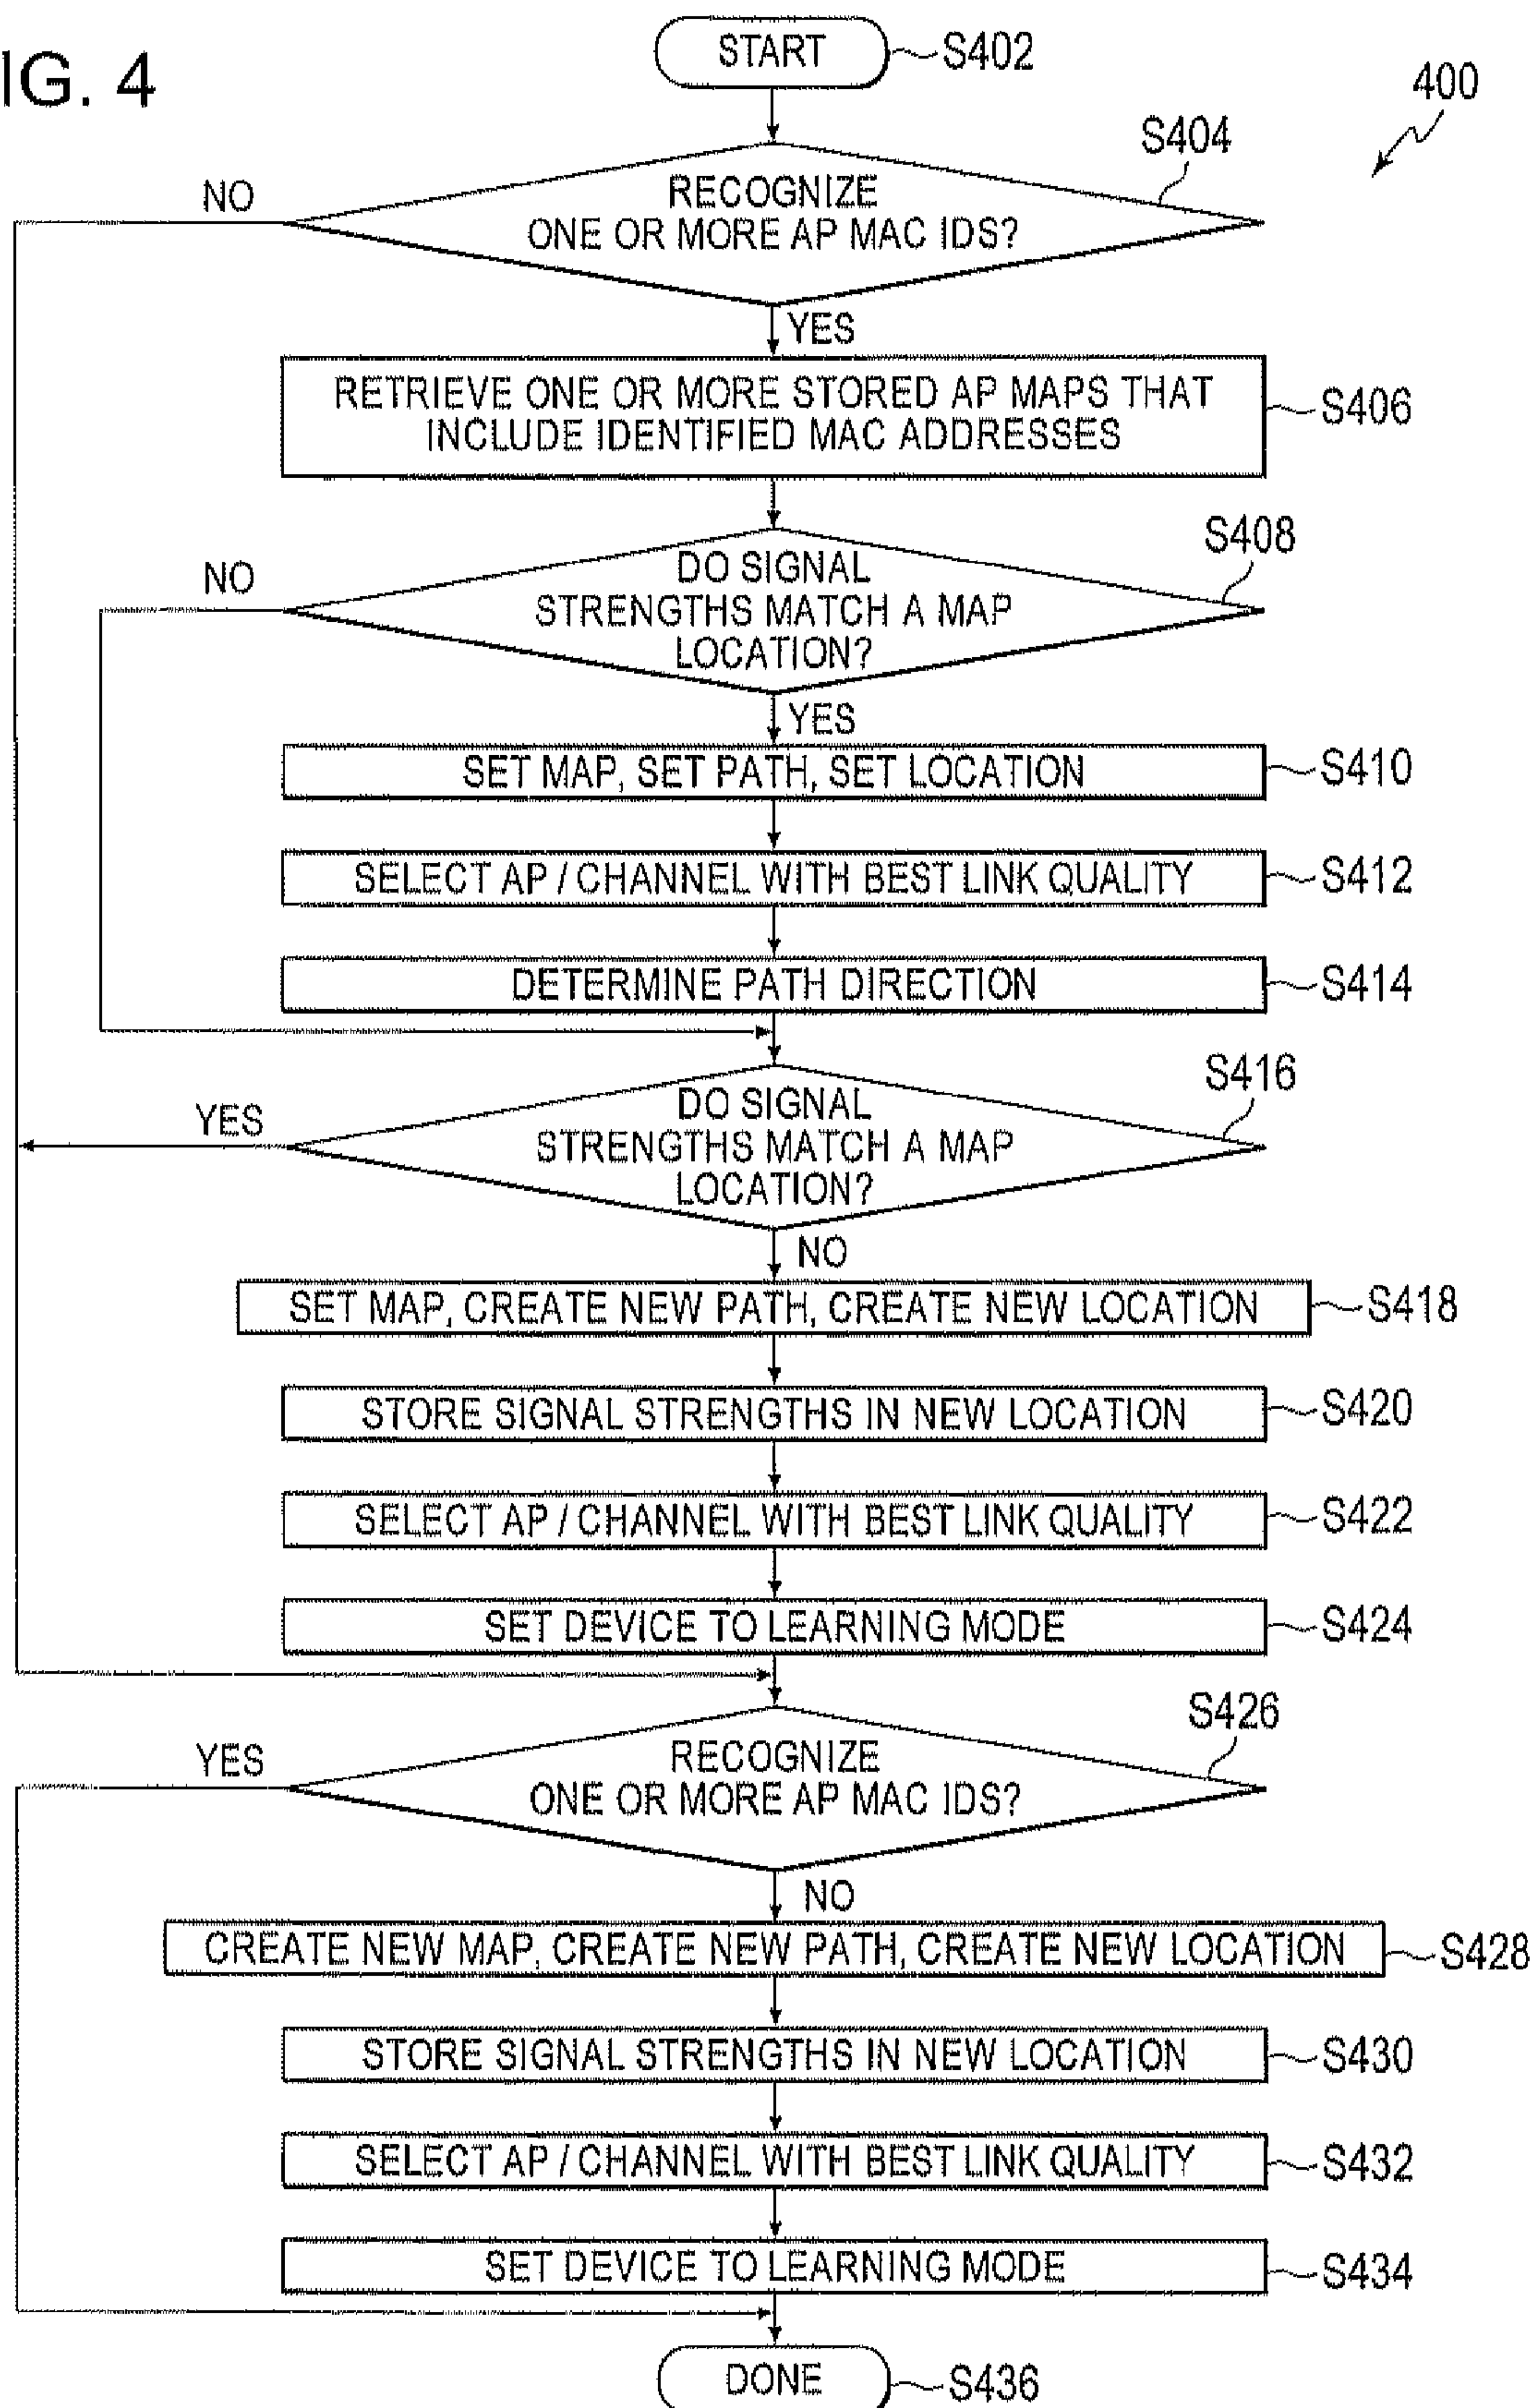 IG. 4
START
S402
400
S404
NO
RECOGNIZE
ONE OR MORE AP MAC IDS?
YES
RETRIEVE ONE OR MORE STORED AP MAPS THAT
INCLUDE IDENTIFIED MAC ADDRESSES
S406
S408
NO
DO SIGNAL
STRENGTHS MATCH A MAP
LOCATION?
YES
SET MAP, SET PATH, SET LOCATION
S410
SELECT AP / CHANNEL WITH BEST LINK QUALITY
S412
DETERMINE PATH DIRECTION
S414
S416
YES
DO SIGNAL
STRENGTHS MATCH A MAP
LOCATION?
NO
SET MAP, CREATE NEW PATH, CREATE NEW LOCATION
S418
STORE SIGNAL STRENGTHS IN NEW LOCATION
S420
SELECT AP / CHANNEL WITH BEST LINK QUALITY
S422
SET DEVICE TO LEARNING MODE
S424
S426
YES
RECOGNIZE
ONE OR MORE AP MAC IDS?
NO
CREATE NEW MAP, CREATE NEW PATH, CREATE NEW LOCATION
S428
STORE SIGNAL STRENGTHS IN NEW LOCATION
S430
SELECT AP / CHANNEL WITH BEST LINK QUALITY
S432
SET DEVICE TO LEARNING MODE
S434
DONE
S436